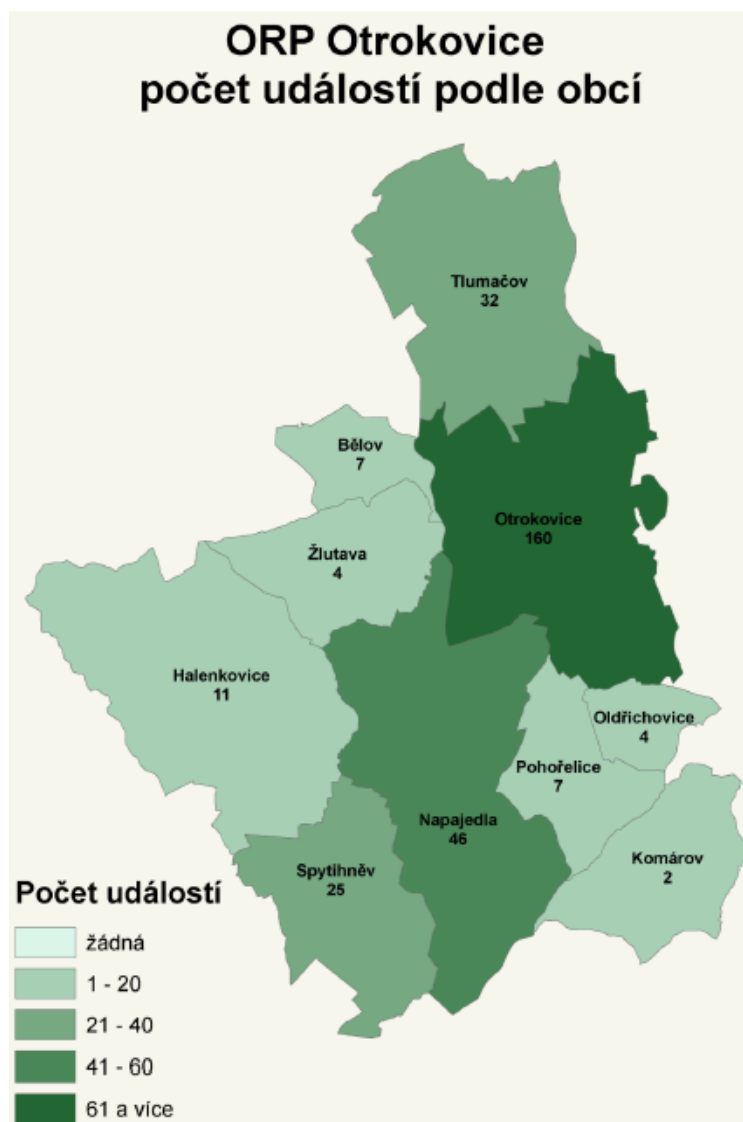 ORP Otrokovice
počet událostí podle obcí
Tlumačov
32
Bělov
7
Otrokovice
160
Žlutava
4
Halenkovice
11
Oldřichovice
4
Pohořelice
7
Napajedla
46
Komárov
2
Spytihněv
25
Počet událostí
žádná
1 - 20
21 - 40
41 - 60
61 a více